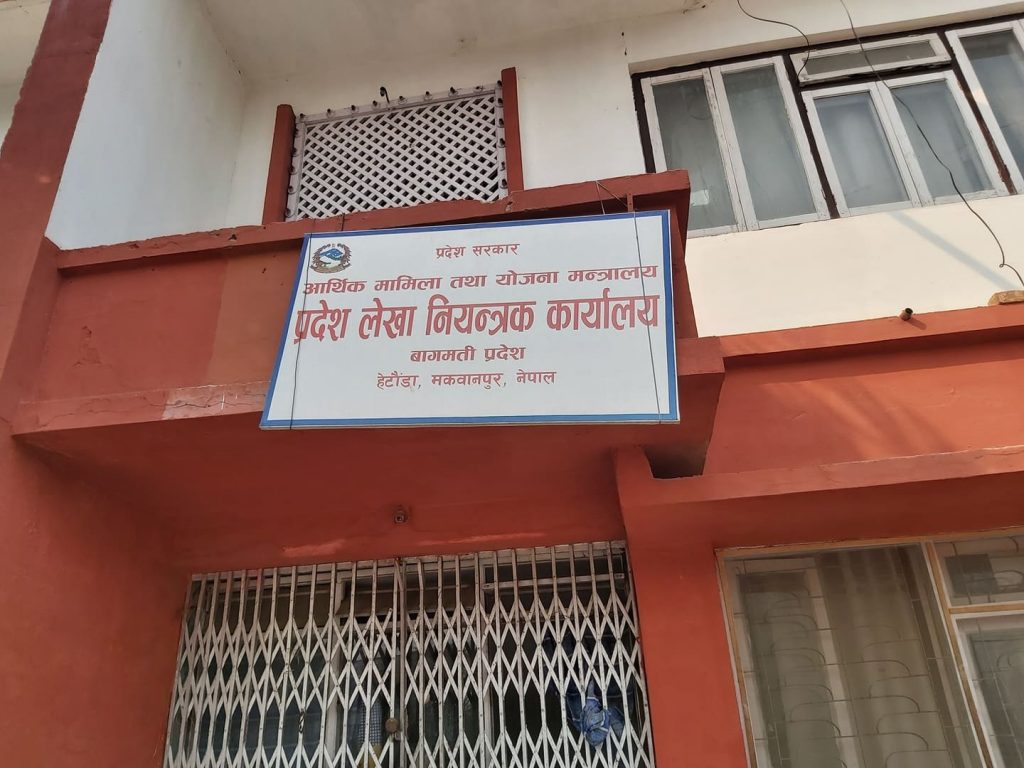 प्रदेश सरकार
आर्थिक मामिला तथा योजना मन्त्रालय
प्रदेश लेखा नियन्त्रक कार्यालय
बागमती प्रदेश
हेटौंडा, मकवानपुर, नेपाल